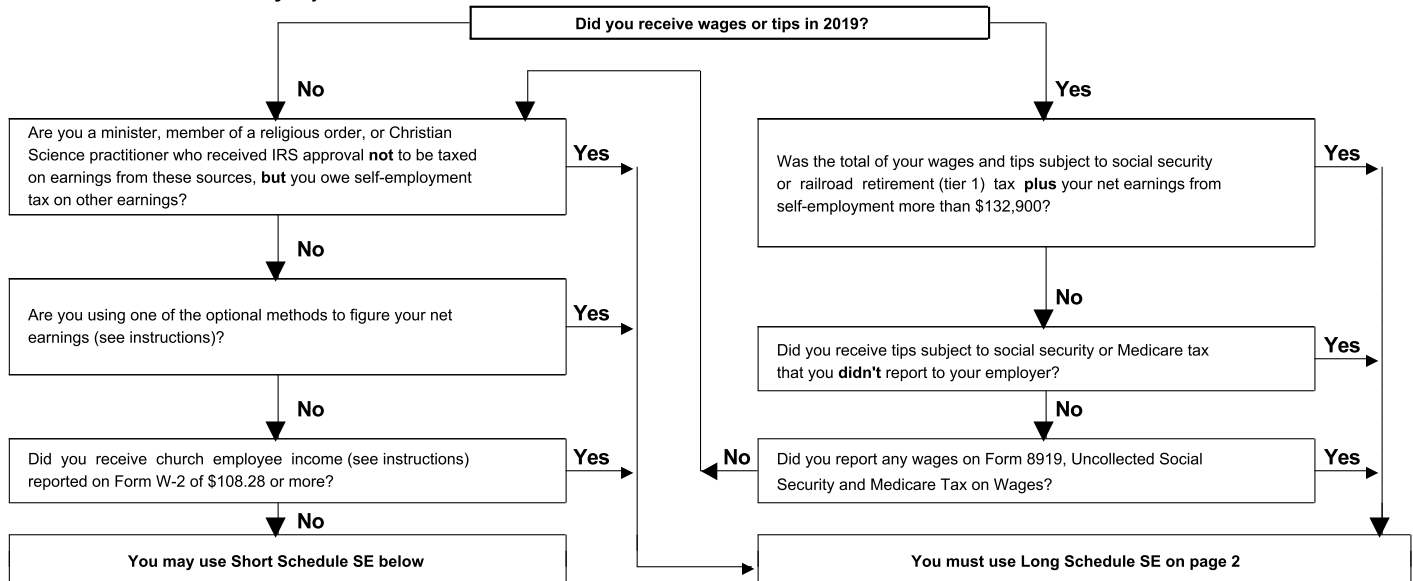 Did you receive wages or tips in 2019?
No
Yes
Are you a minister, member of a religious order, or Christian
Science practitioner who received IRS approval not to be taxed
on earnings from these sources, but you owe self-employment
tax on other earnings?
Yes
Was the total of your wages and tips subject to social security
or railroad retirement (tier 1) tax plus your net earnings from
self-employment more than $132,900?
Yes
No
No
Are you using one of the optional methods to figure your net
earnings (see instructions)?
Yes
Did you receive tips subject to social security or Medicare tax
that you didn't report to your employer?
Yes
No
No
Did you receive church employee income (see instructions)
reported on Form W-2 of $108.28 or more?
Yes
No
Did you report any wages on Form 8919, Uncollected Social
Security and Medicare Tax on Wages?
Yes
No
You may use Short Schedule SE below
You must use Long Schedule SE on page 2